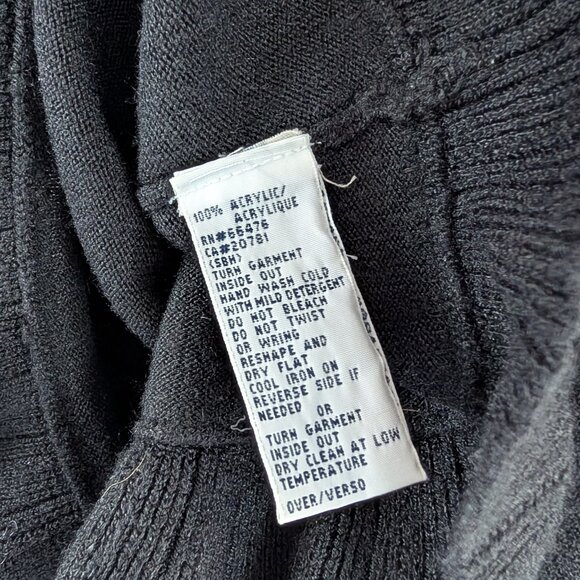 100% ACRYLIC/
ACRYLIQUE
RN#66476
CA#20781
(SBH)
TURN GARMENT
INSIDE OUT
HAND WASH COLD
WITH MILD DETERGENT
DO NOT BLEACH
DO NOT TWIST
OR WRING
RESHAPE AND
DRY FLAT
COOL IRON ON
REVERSE SIDE IF
NEEDED OR
TURN GARMENT
INSIDE OUT
DRY CLEAN AT LOW
TEMPERATURE
OVER/VERSO